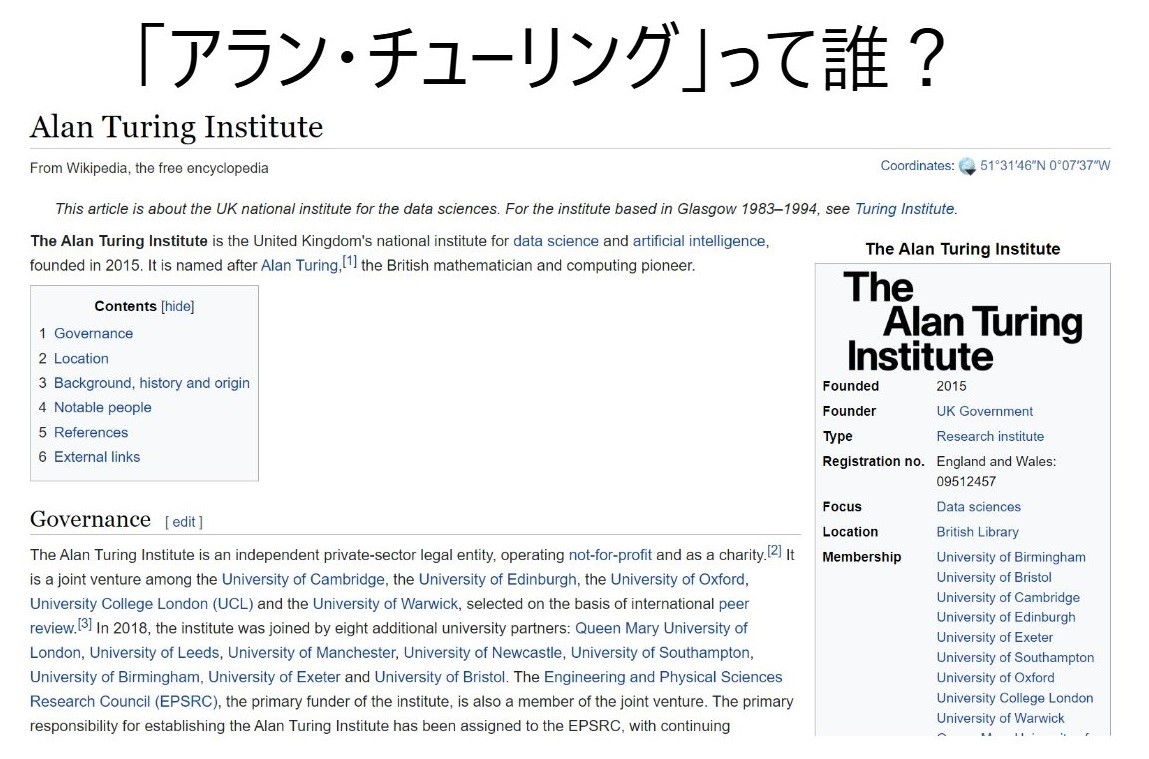 「アラン・チューリング」って誰？
Alan Turing Institute
From Wikipedia, the free encyclopedia
Coordinates: 51°31′46″N 0°07′37″W
This article is about the UK national institute for the data sciences. For the institute based in Glasgow 1983–1994, see Turing Institute.
The Alan Turing Institute is the United Kingdom's national institute for data science and artificial intelligence,
founded in 2015. It is named after Alan Turing,[1] the British mathematician and computing pioneer.
Contents [hide]
1 Governance
2 Location
3 Background, history and origin
4 Notable people
5 References
6 External links
Governance [ edit ]
The Alan Turing Institute is an independent private-sector legal entity, operating not-for-profit and as a charity.[2] It
is a joint venture among the University of Cambridge, the University of Edinburgh, the University of Oxford,
University College London (UCL) and the University of Warwick, selected on the basis of international peer
review.[3] In 2018, the institute was joined by eight additional university partners: Queen Mary University of
London, University of Leeds, University of Manchester, University of Newcastle, University of Southampton,
University of Birmingham, University of Exeter and University of Bristol. The Engineering and Physical Sciences
Research Council (EPSRC), the primary funder of the institute, is also a member of the joint venture. The primary
responsibility for establishing the Alan Turing Institute has been assigned to the EPSRC, with continuing
The Alan Turing Institute
The
Alan Turing
Institute
Founded 2015
Founder UK Government
Type Research institute
Registration no. England and Wales:
09512457
Focus Data sciences
Location British Library
Membership University of Birmingham
University of Bristol
University of Cambridge
University of Edinburgh
University of Exeter
University of Southampton
University of Oxford
University College London
University of Warwick